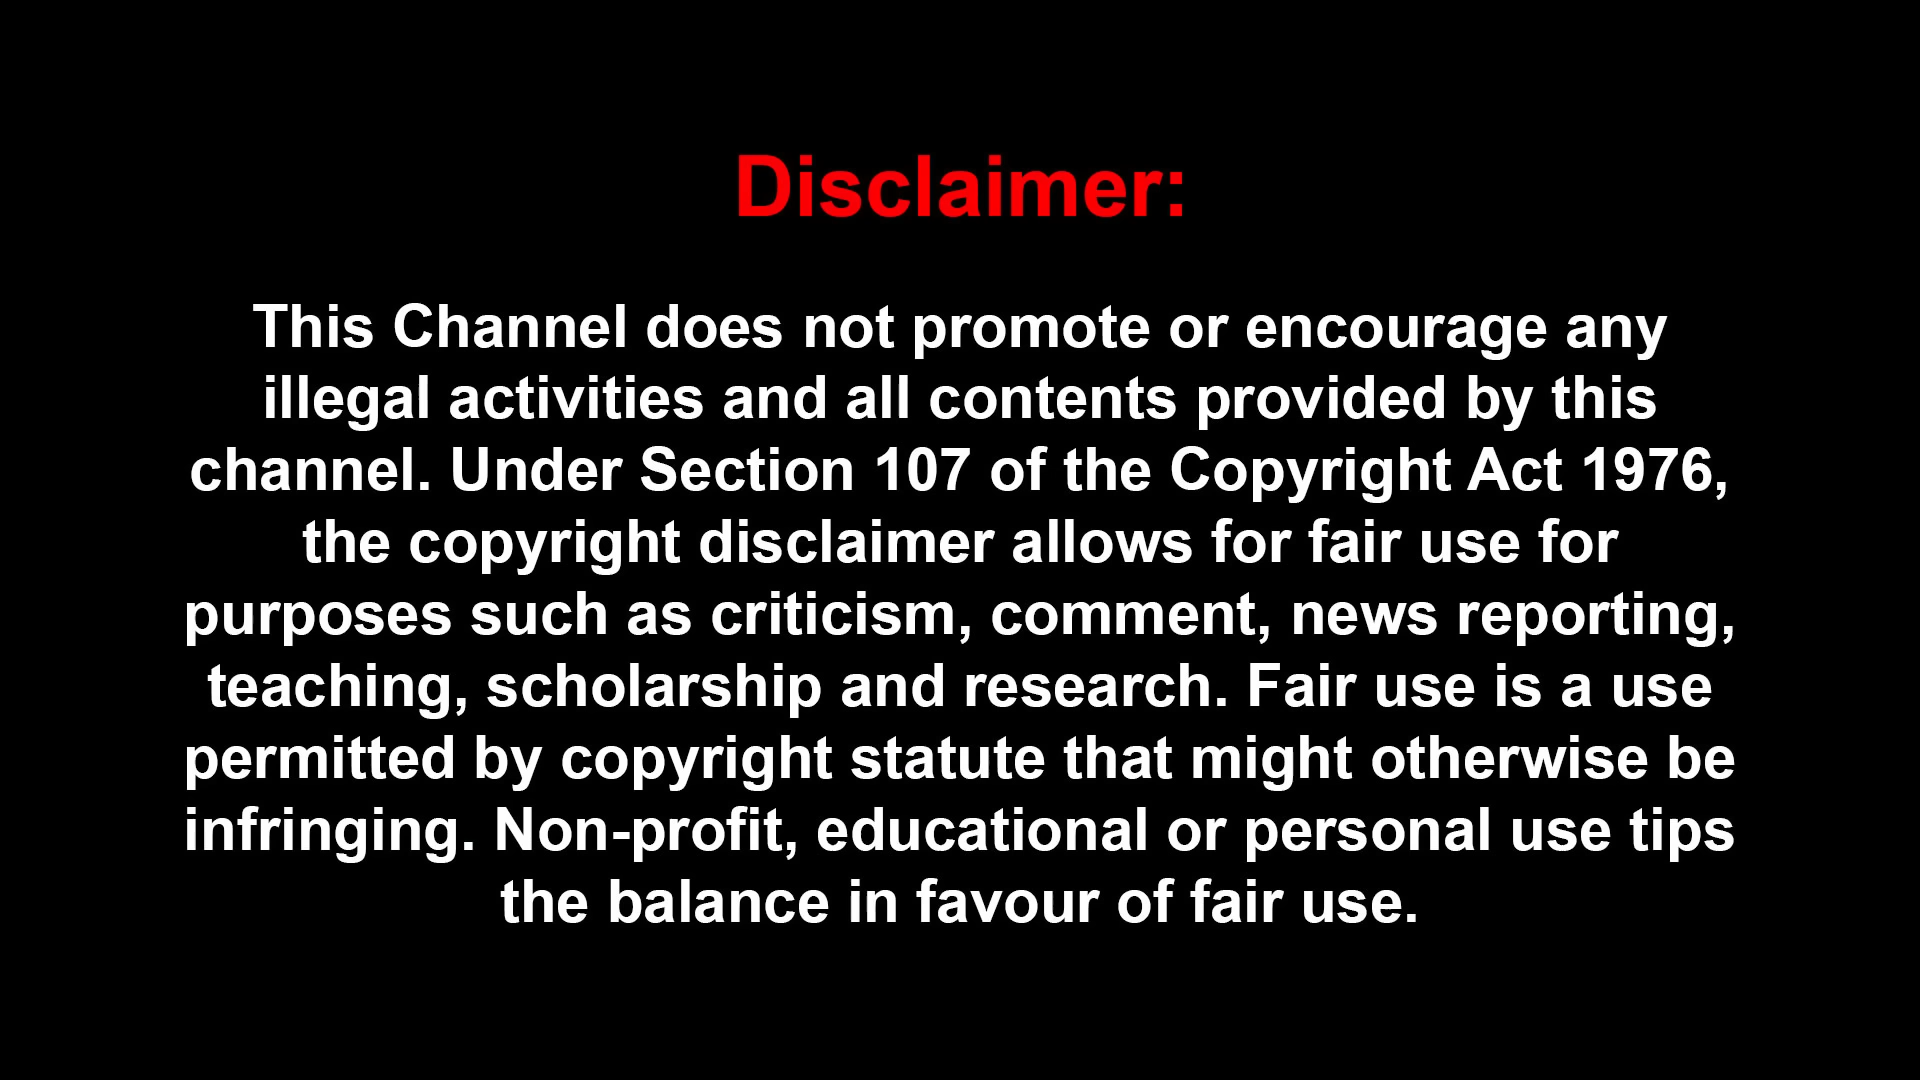 Disclaimer:
This Channel does not promote or encourage any
illegal activities and all contents provided by this
channel. Under Section 107 of the Copyright Act 1976,
the copyright disclaimer allows for fair use for
purposes such as criticism, comment, news reporting,
teaching, scholarship and research. Fair use is a use
permitted by copyright statute that might otherwise be
infringing. Non-profit, educational or personal use tips
the balance in favour of fair use.